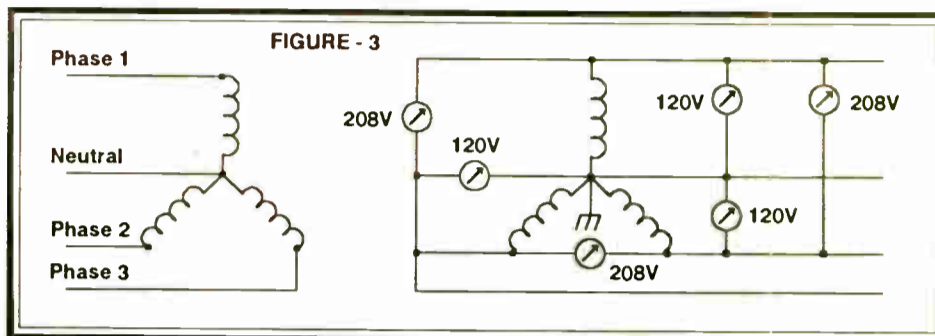 FIGURE - 3
Phase 1
Neutral
Phase 2
Phase 3
208V
120V
120V
208V
120V
208V